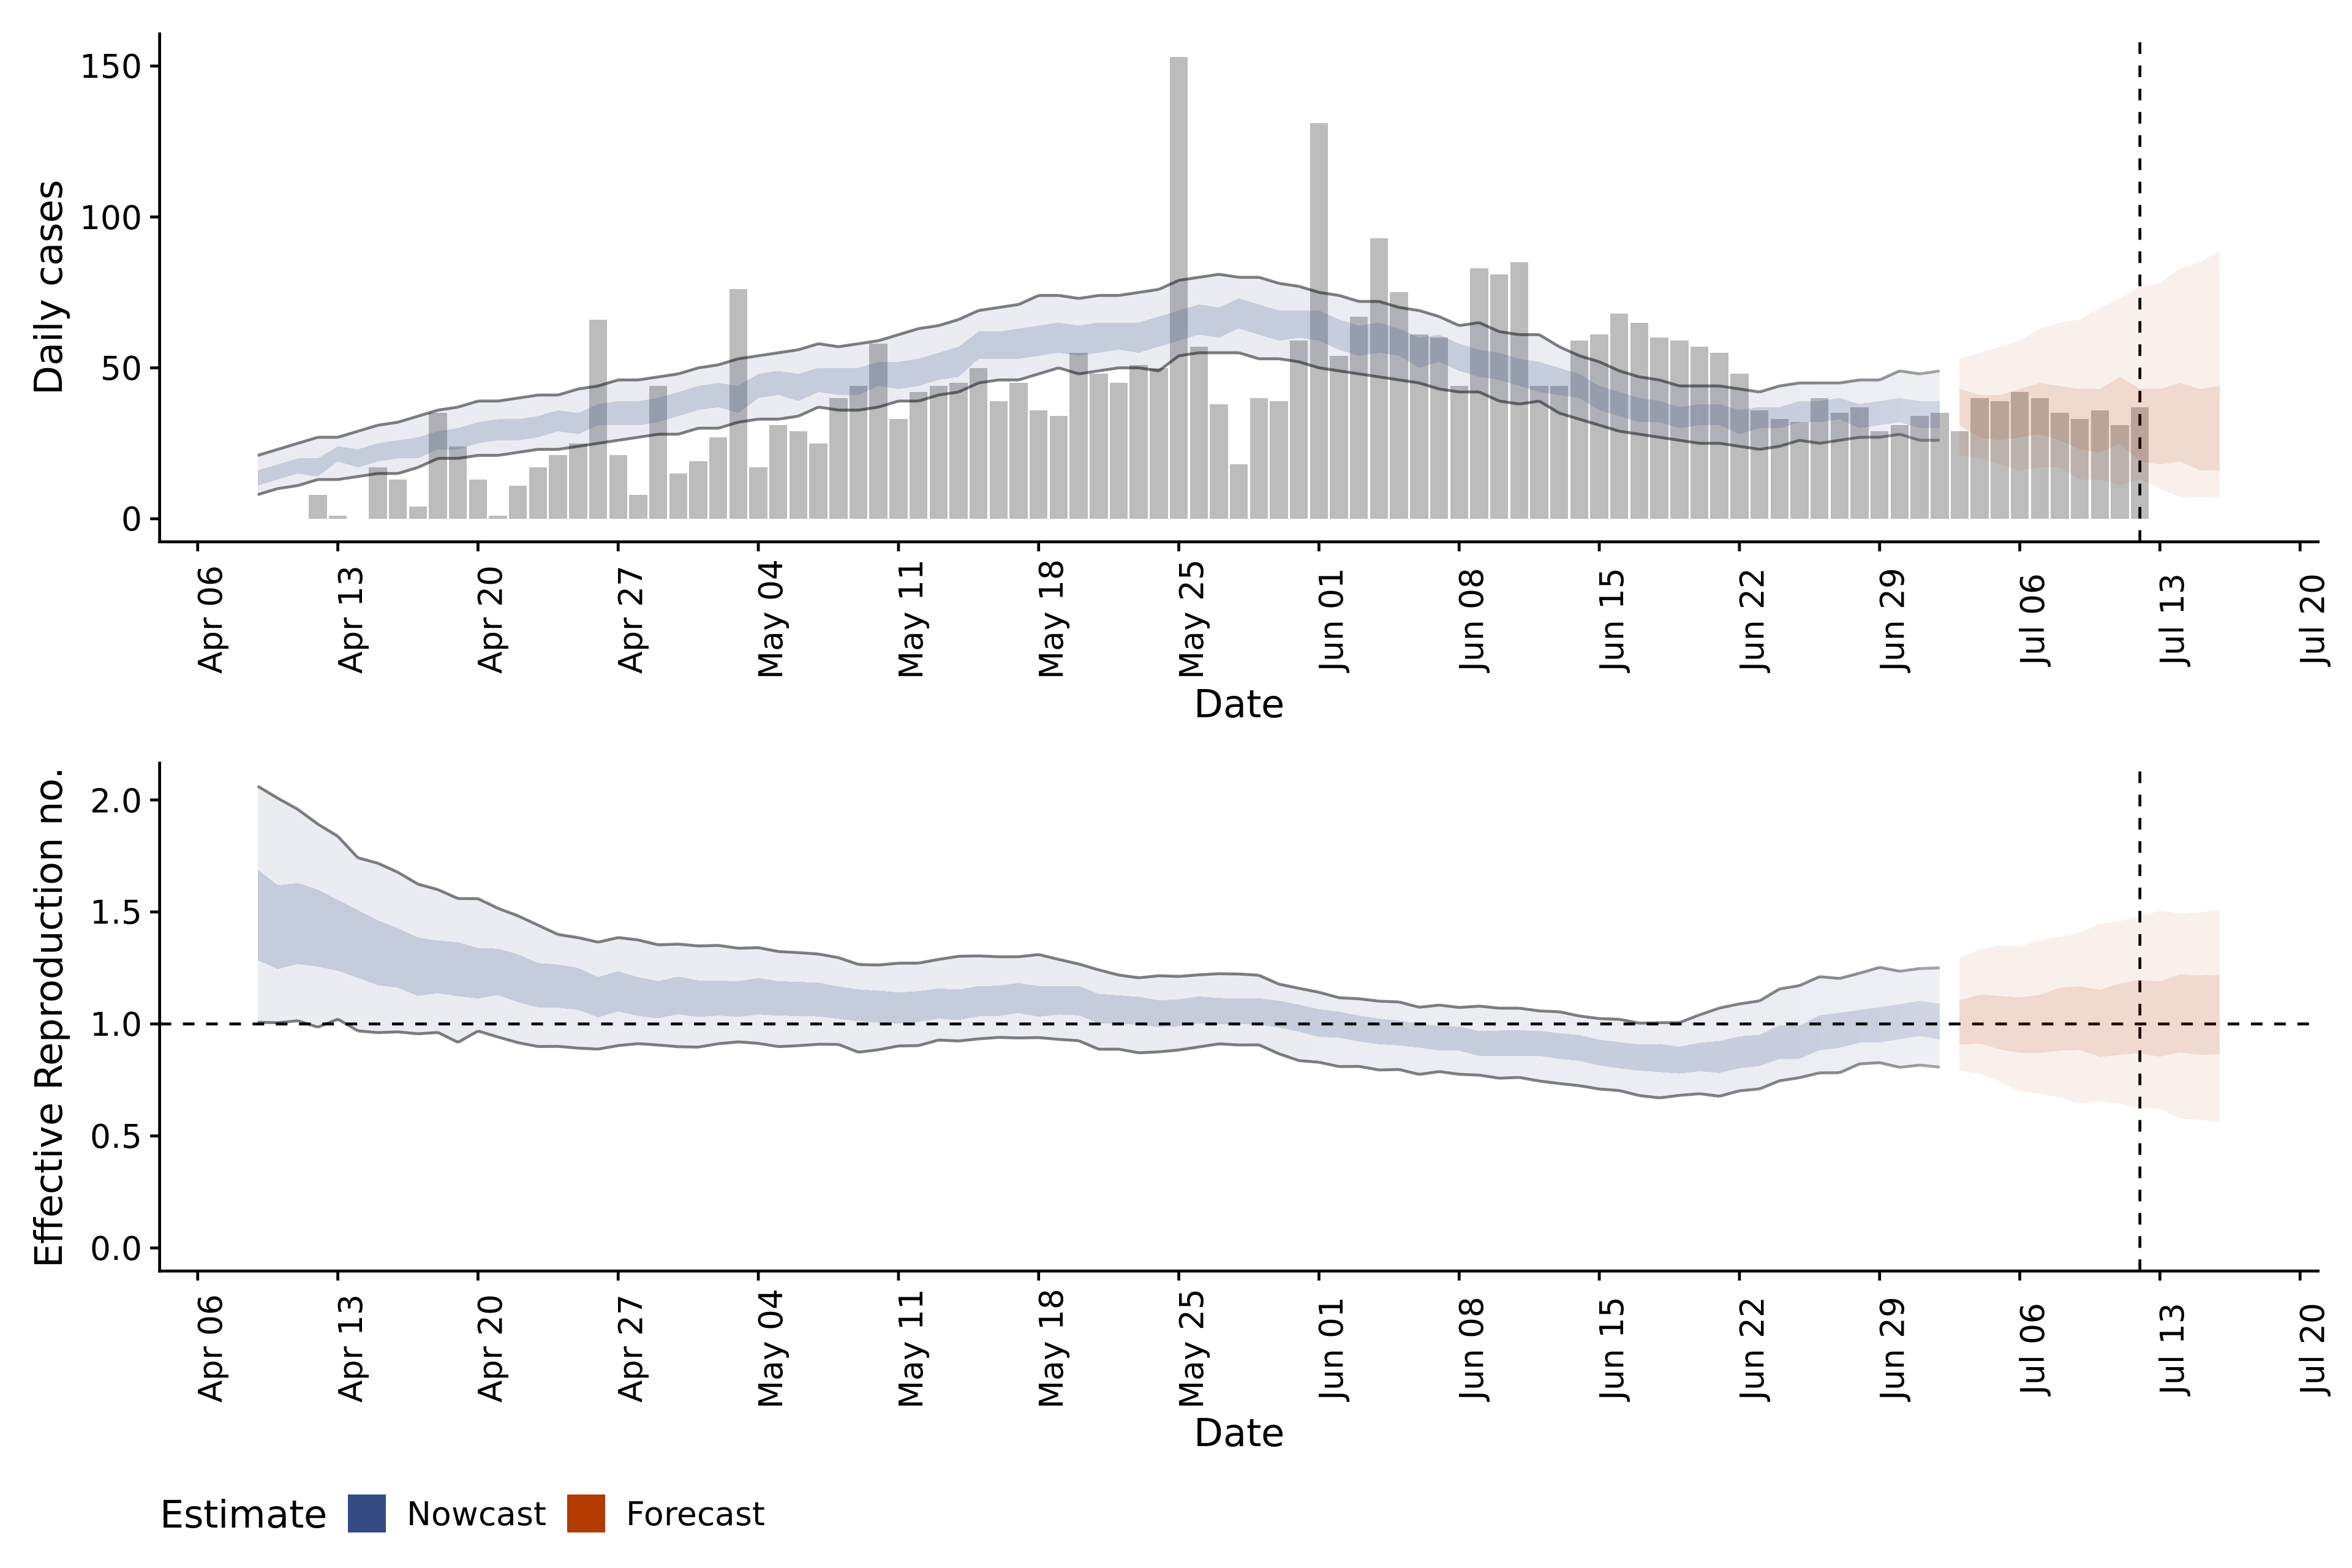 Daily cases
150
100
50
0
Apr 06
Apr 13
Apr 20
Apr 27
May 04
May 11
May 18
May 25
Jun 01
Jun 08
Jun 15
Jun 22
Jun 29
Jul 06
Jul 13
Jul 20
Date
Effective Reproduction no.
2.0
1.5
1.0
0.5
0.0
Apr 06
Apr 13
Apr 20
Apr 27
May 04
May 11
May 18
May 25
Jun 01
Jun 08
Jun 15
Jun 22
Jun 29
Jul 06
Jul 13
Jul 20
Date
Estimate Nowcast Forecast